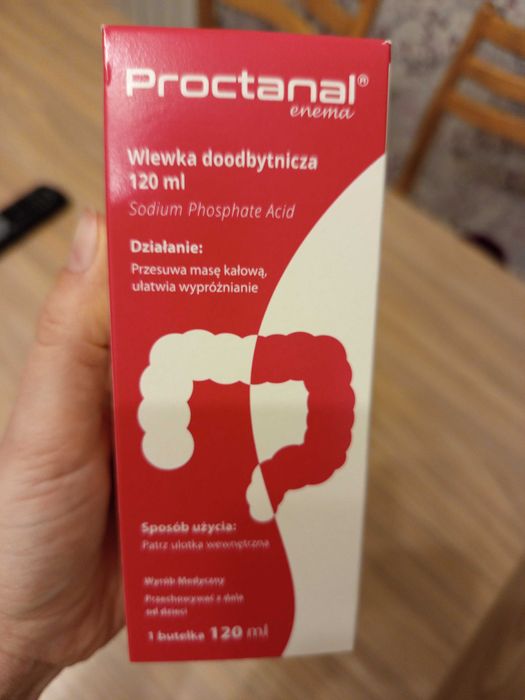 Proctanal®
enema
Wlewka doodbytnicza
120 ml
Sodium Phosphate Acid
Działanie:
Przesuwa masę kałową,
ułatwia wypróżnianie
Sposób użycia:
Patrz ulotka wewnętrzna
Wyrób Medyczny
Przechowywać z dala
od dzieci
1 butelka 120 ml